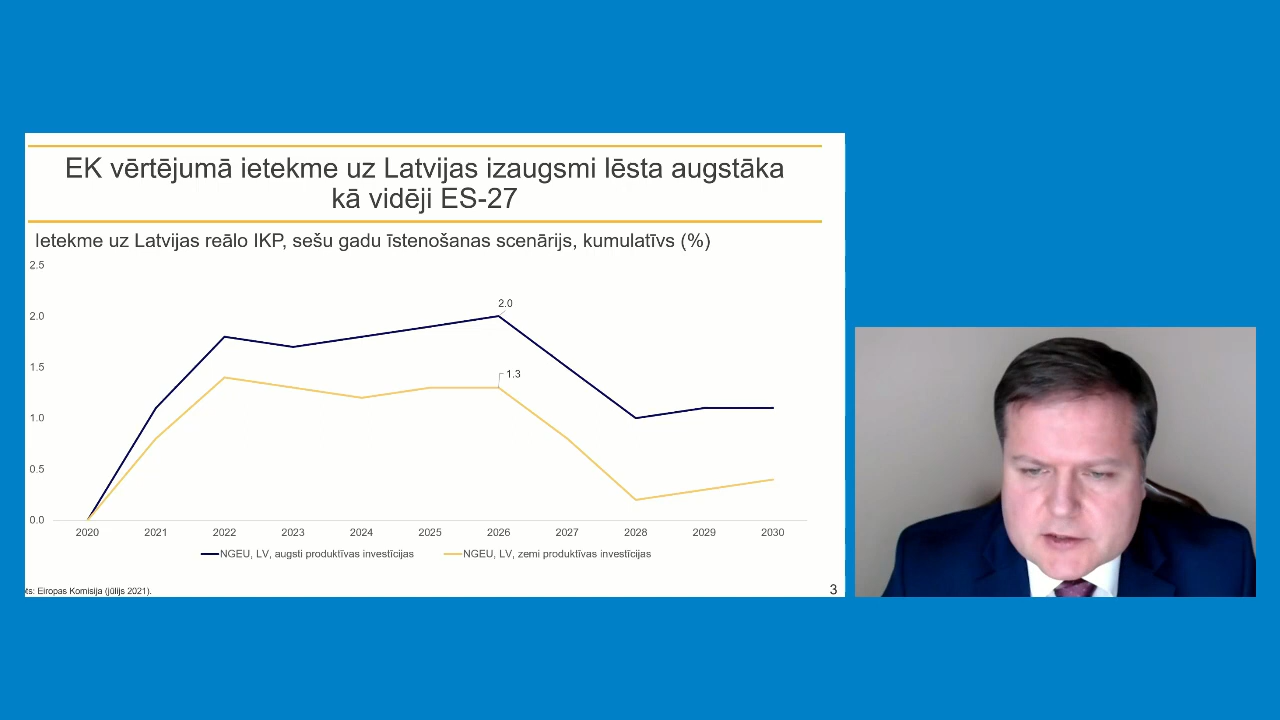 EK vērtējumā ietekme uz Latvijas izaugsmi lēsta augstāka
kā vidēji ES-27
Ietekme uz Latvijas reālo IKP, sešu gadu īstenošanas scenārijs, kumulatīvs (%)
2.5
2.0
1.5
1.0
0.5
0.0
2.0
1.3
2020 2021 2022 2023 2024 2025 2026 2027 2028 2029 2030
NGEU, LV, augsti produktīvas investīcijas NGEU, LV, zemi produktīvas investīcijas
ts: Eiropas Komisija (jūlijs 2021).
3